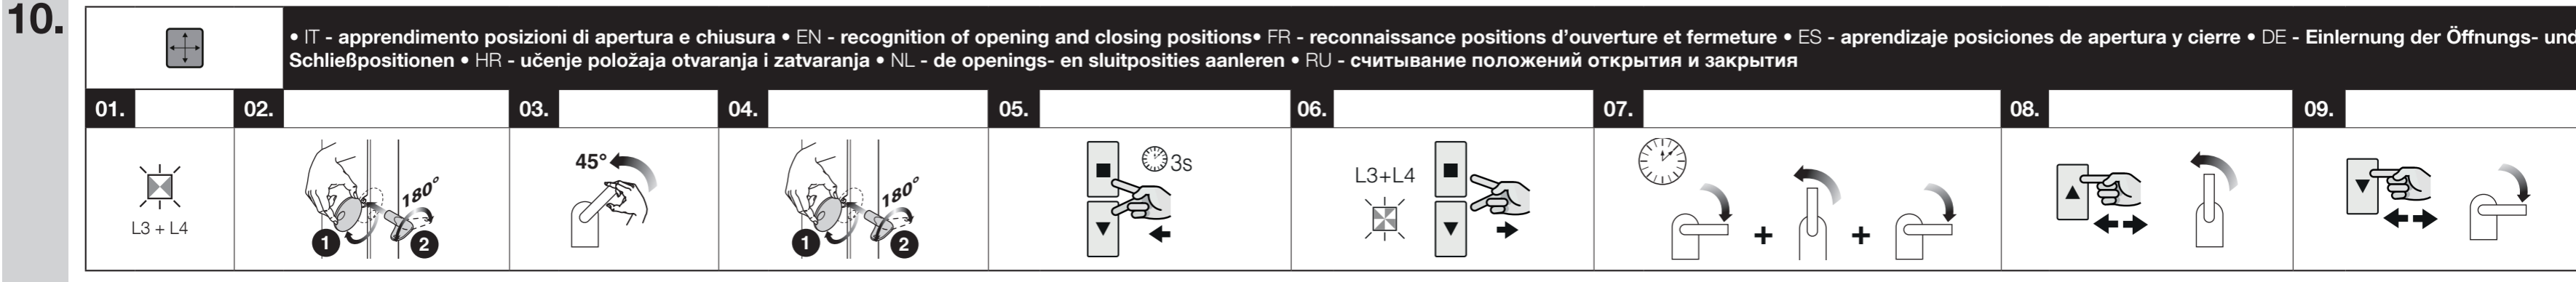 10.
• IT - apprendimento posizioni di apertura e chiusura • EN - recognition of opening and closing positions• FR - reconnaissance positions d'ouverture et fermeture • ES - aprendizaje posiciones de apertura y cierre • DE - Einlernung der Öffnungs- und
Schließpositionen • HR - učenje položaja otvaranja i zatvaranja • NL - de openings- en sluitposities aanleren • RU - считывание положений открытия и закрытия
01. 02. 03. 04. 05. 06. 07. 08. 09.
L3 + L4
180°
1 2
45°
180°
1 2
3s
L3+L4
+ +